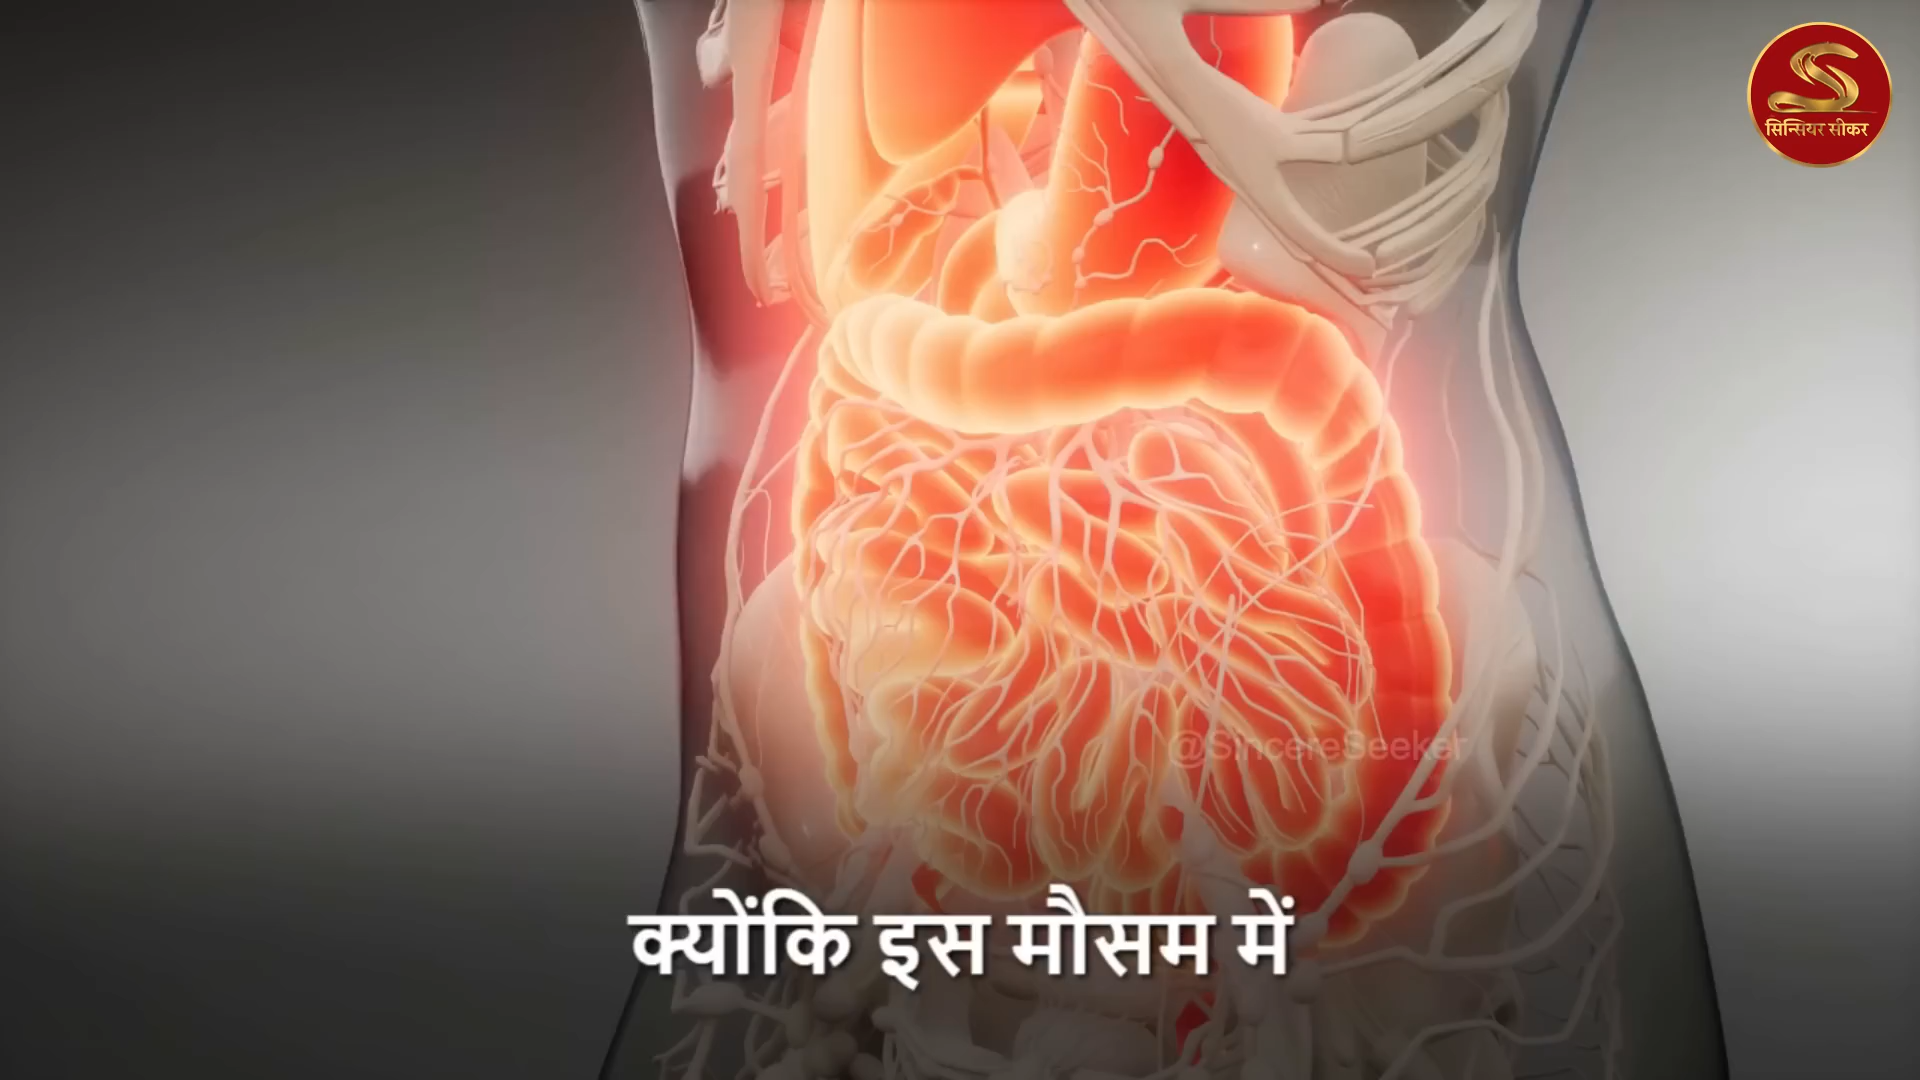 सिन्सियर सीकर
@SincereSeeker
क्योंकि इस मौसम में